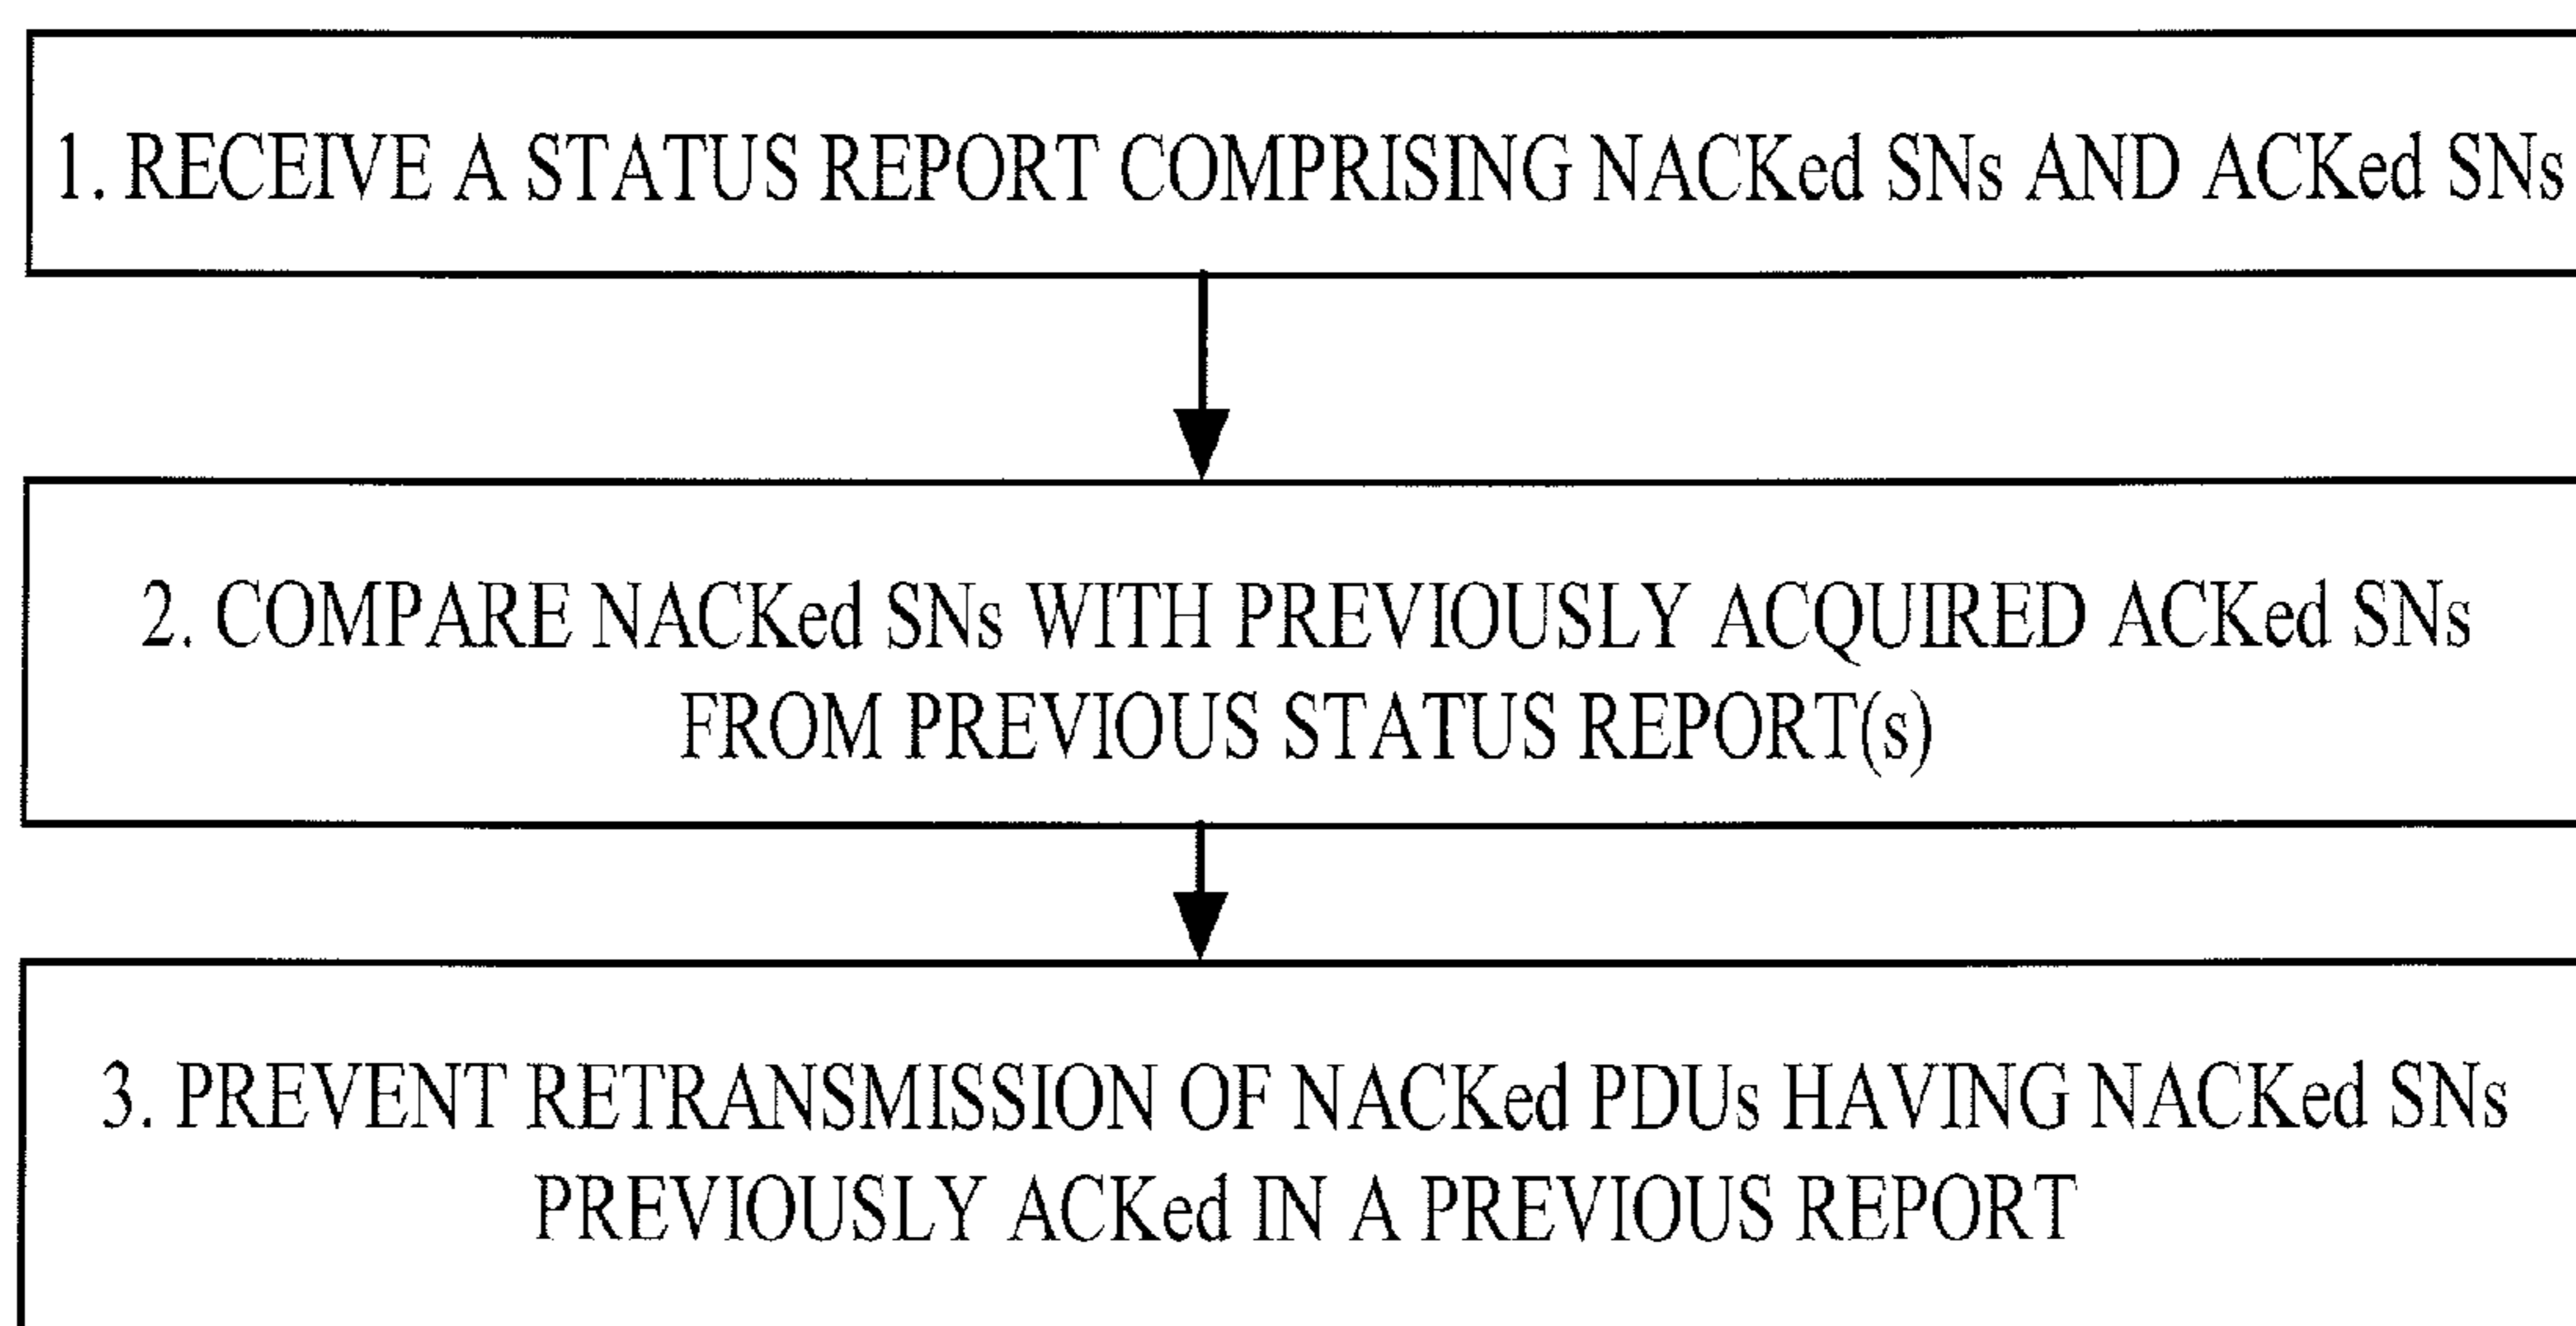 1. RECEIVE A STATUS REPORT COMPRISING NACKed SNs AND ACKed SNs
2. COMPARE NACKed SNs WITH PREVIOUSLY ACQUIRED ACKed SNs
FROM PREVIOUS STATUS REPORT(s)
3. PREVENT RETRANSMISSION OF NACKed PDUs HAVING NACKed SNs
PREVIOUSLY ACKed IN A PREVIOUS REPORT